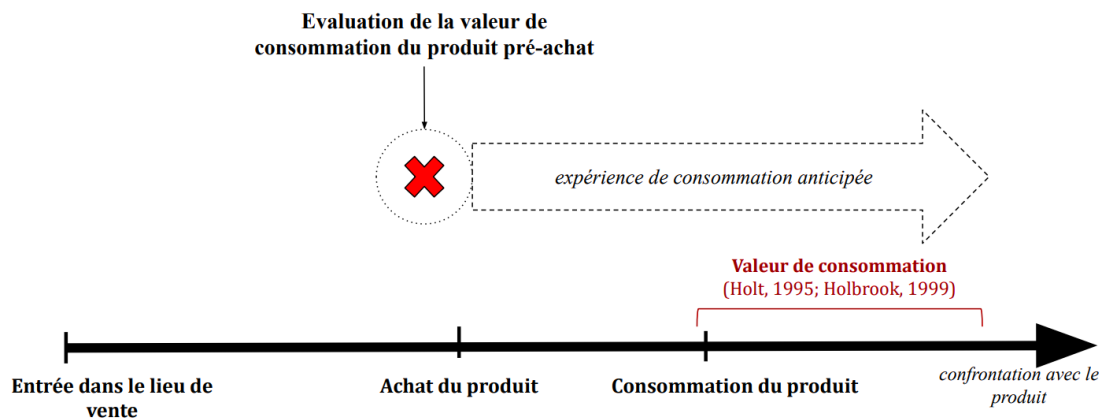 Evaluation de la valeur de
consommation du produit pré-achat
expérience de consommation anticipée
Valeur de consommation
(Holt, 1995; Holbrook, 1999)
Entrée dans le lieu de
vente
Achat du produit
Consommation du produit
confrontation avec le
produit